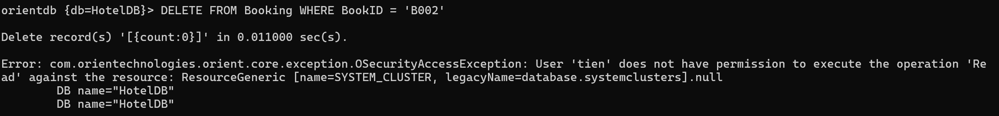 orientdb {db=HotelDB}> DELETE FROM Booking WHERE BookID = 'B002'
Delete record(s) '[{count:0}]' in 0.011000 sec(s).
Error: com.orientechnologies.orient.core.exception.OSecurityAccessException: User 'tien' does not have permission to execute the operation 'Re
ad' against the resource: ResourceGeneric [name=SYSTEM_CLUSTER, legacyName=database.systemclusters].null
DB name="HotelDB"
DB name="HotelDB"